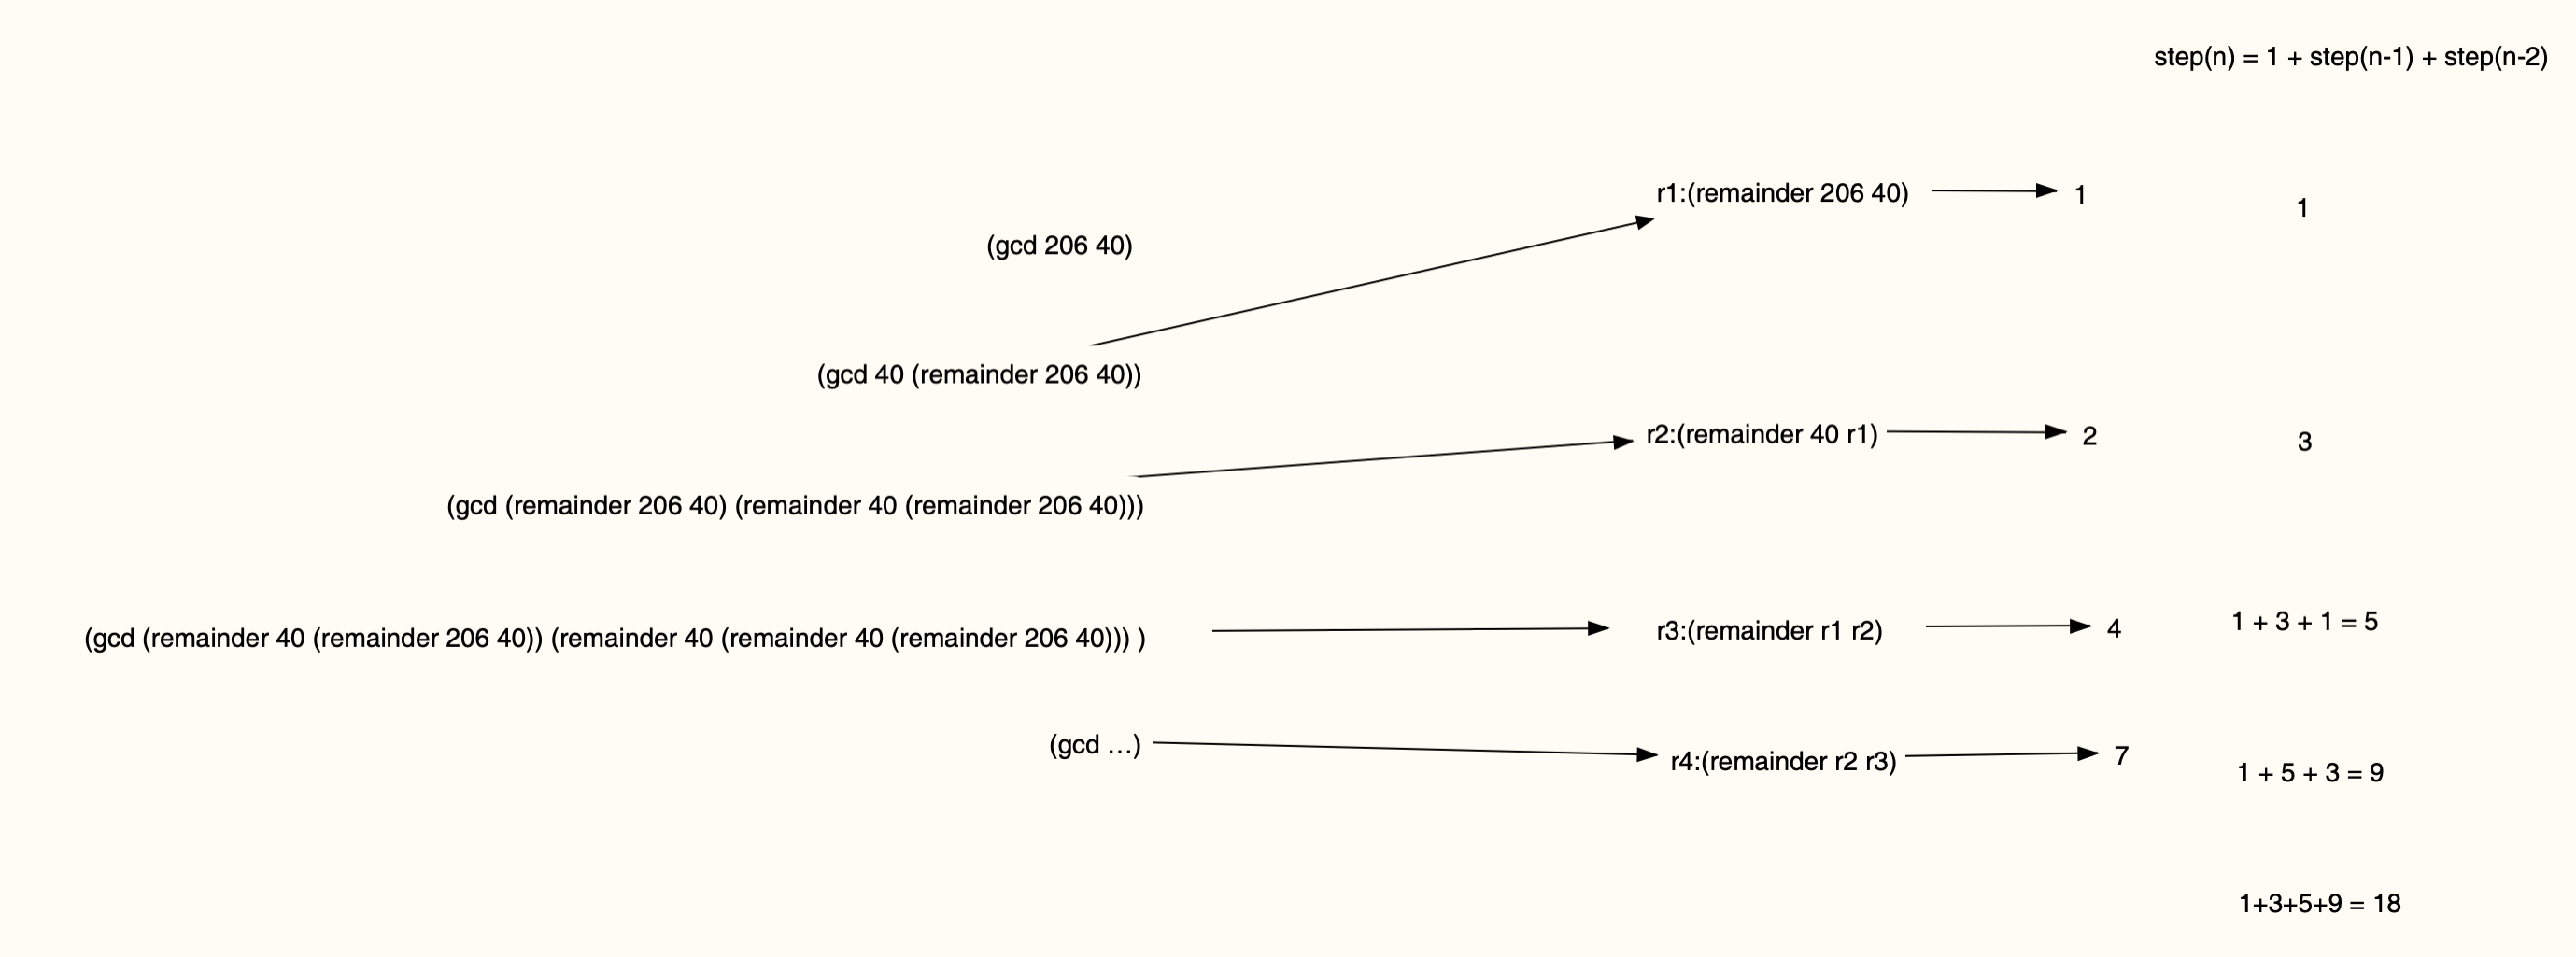 step(n) = 1 + step(n-1) + step(n-2)
r1:(remainder 206 40)
1
1
(gcd 206 40)
(gcd 40 (remainder 206 40))
r2:(remainder 40 r1)
2
3
(gcd (remainder 206 40) (remainder 40 (remainder 206 40)))
(gcd (remainder 40 (remainder 206 40)) (remainder 40 (remainder 40 (remainder 206 40))) )
r3:(remainder r1 r2)
4
1 + 3 + 1 = 5
(gcd …)
r4:(remainder r2 r3)
7
1 + 5 + 3 = 9
1+3+5+9 = 18